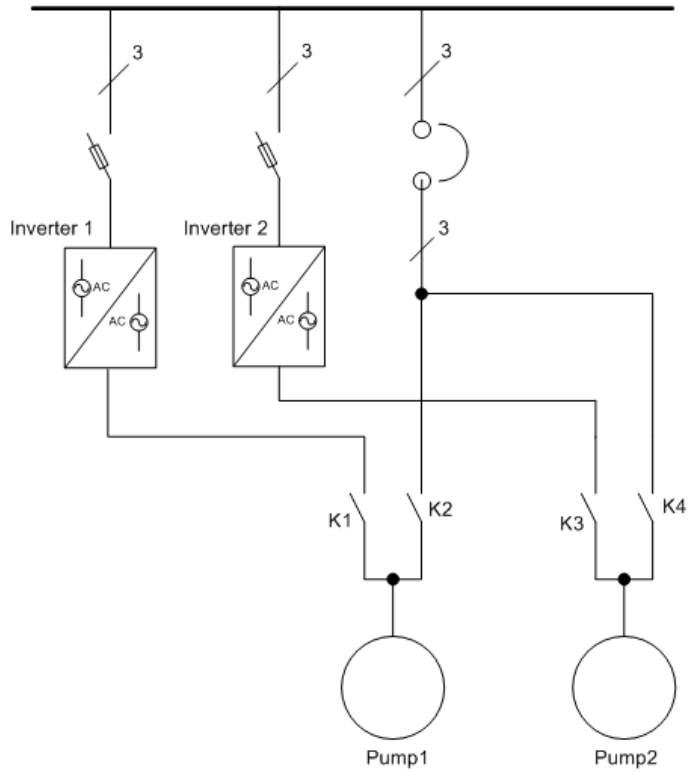 3
3
3
3
Inverter 1
Inverter 2
AC
AC
AC
AC
K1
K2
K3
K4
Pump1
Pump2